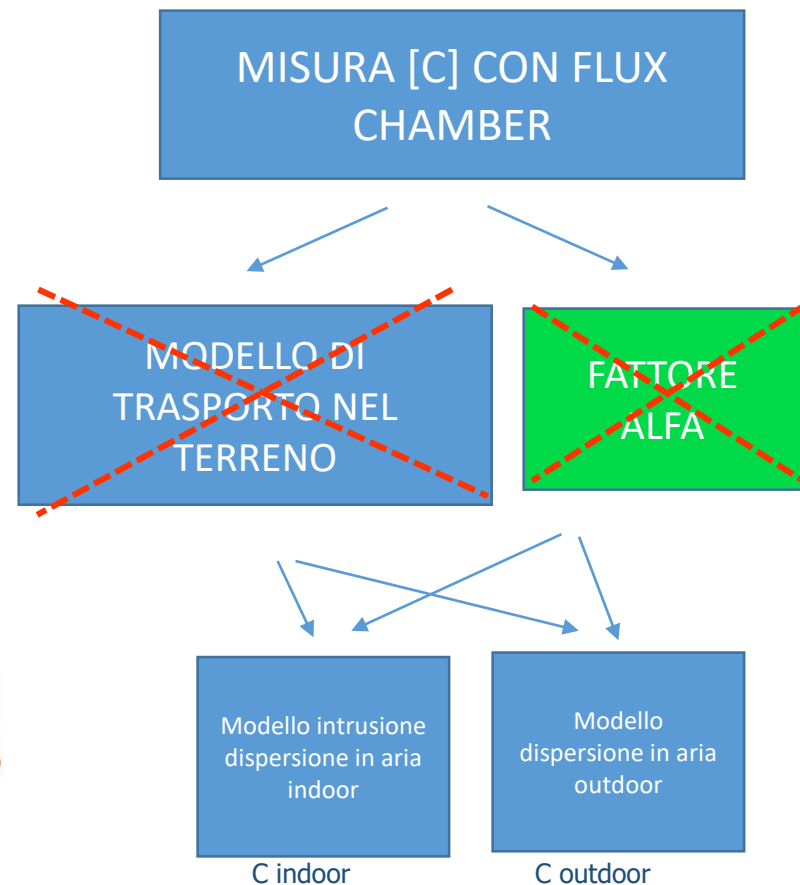 MISURA [C] CON FLUX
CHAMBER
MODELLO DI
TRASPORTO NEL
TERRENO
FATTORE
ALFA
Modello intrusione
dispersione in aria
indoor
Modello
dispersione in aria
outdoor
C indoor
C outdoor